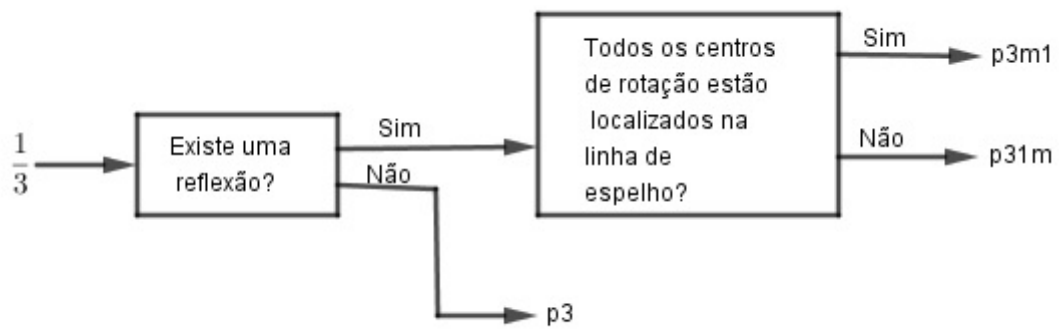 1
3
Existe uma
reflexão?
Sim
Não
p3
Todos os centros
de rotação estão
localizados na
linha de
espelho?
Sim
p3m1
Não
p31m